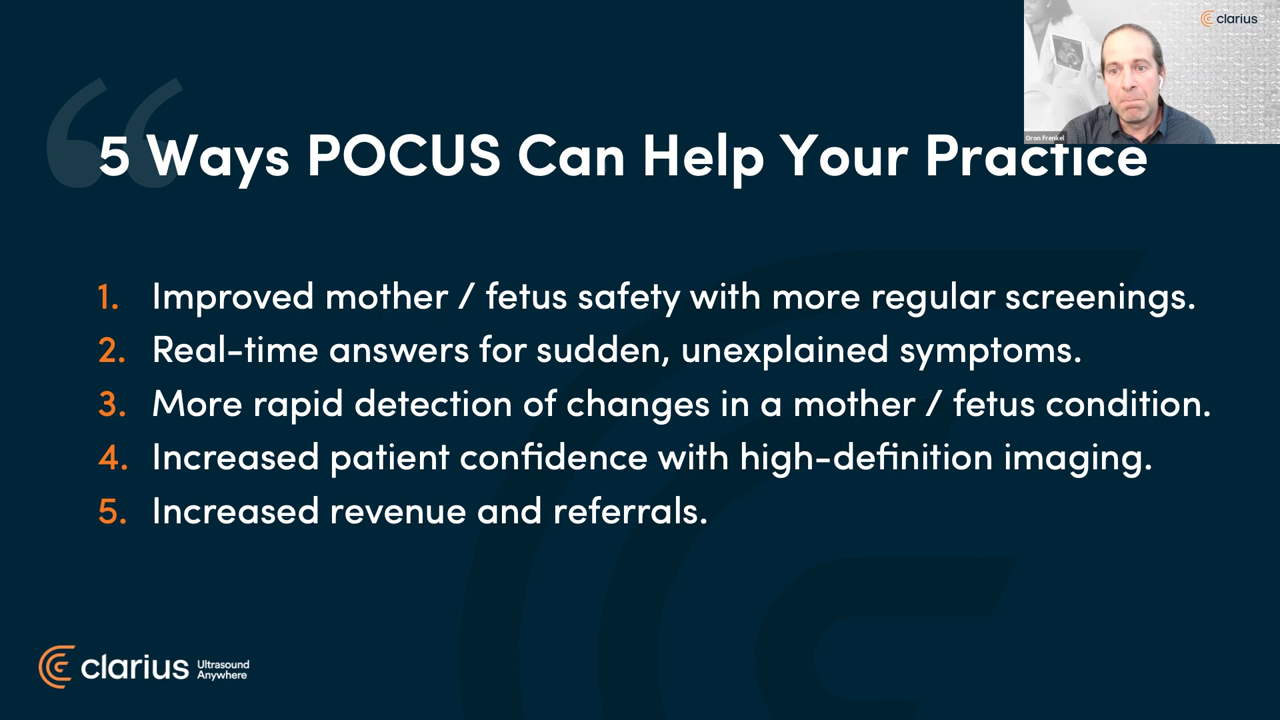 clarius
Oron Frenkel
5 Ways POCUS Can Help Your Practice
1. Improved mother / fetus safety with more regular screenings.
2. Real-time answers for sudden, unexplained symptoms.
3. More rapid detection of changes in a mother / fetus condition.
4. Increased patient confidence with high-definition imaging.
5. Increased revenue and referrals.
clarius Ultrasound
Anywhere